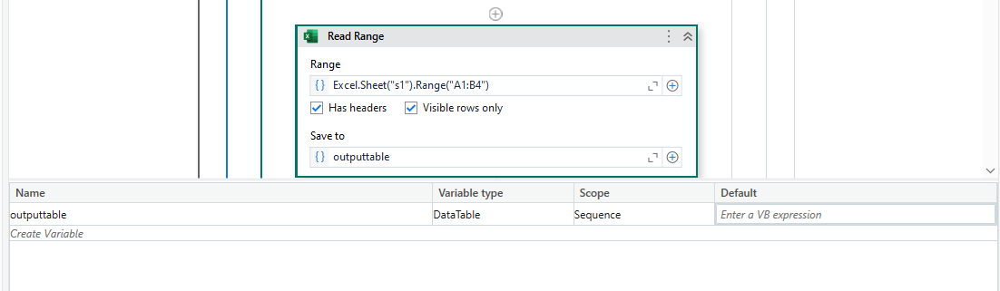 Read Range
Range
{} Excel.Sheet("s1").Range("A1:B4")
Has headers Visible rows only
Save to
{} outputtable
Name Variable type Scope Default
outputtable DataTable Sequence Enter a VB expression
Create Variable